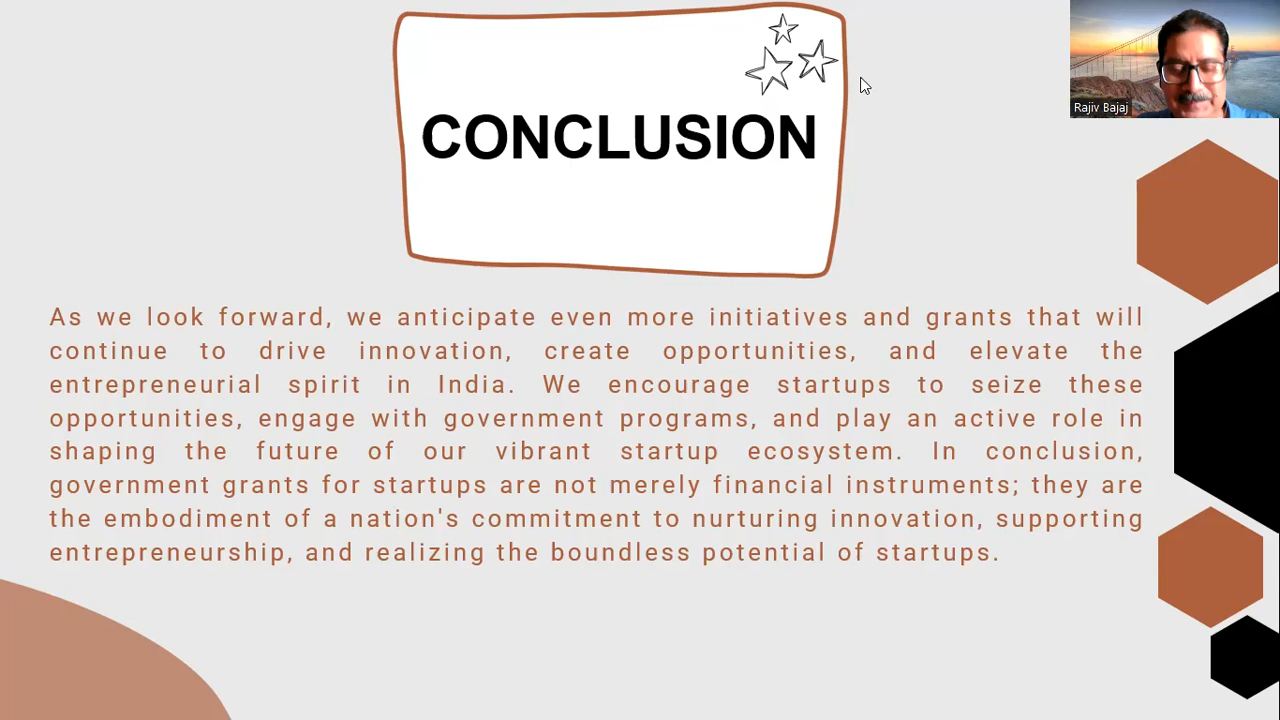 CONCLUSION
Rajiv Bajaj
As we look forward, we anticipate even more initiatives and grants that will
continue to drive innovation, create opportunities, and elevate the
entrepreneurial spirit in India. We encourage startups to seize these
opportunities, engage with government programs, and play an active role in
shaping the future of our vibrant startup ecosystem. In conclusion,
government grants for startups are not merely financial instruments; they are
the embodiment of a nation's commitment to nurturing innovation, supporting
entrepreneurship, and realizing the boundless potential of startups.